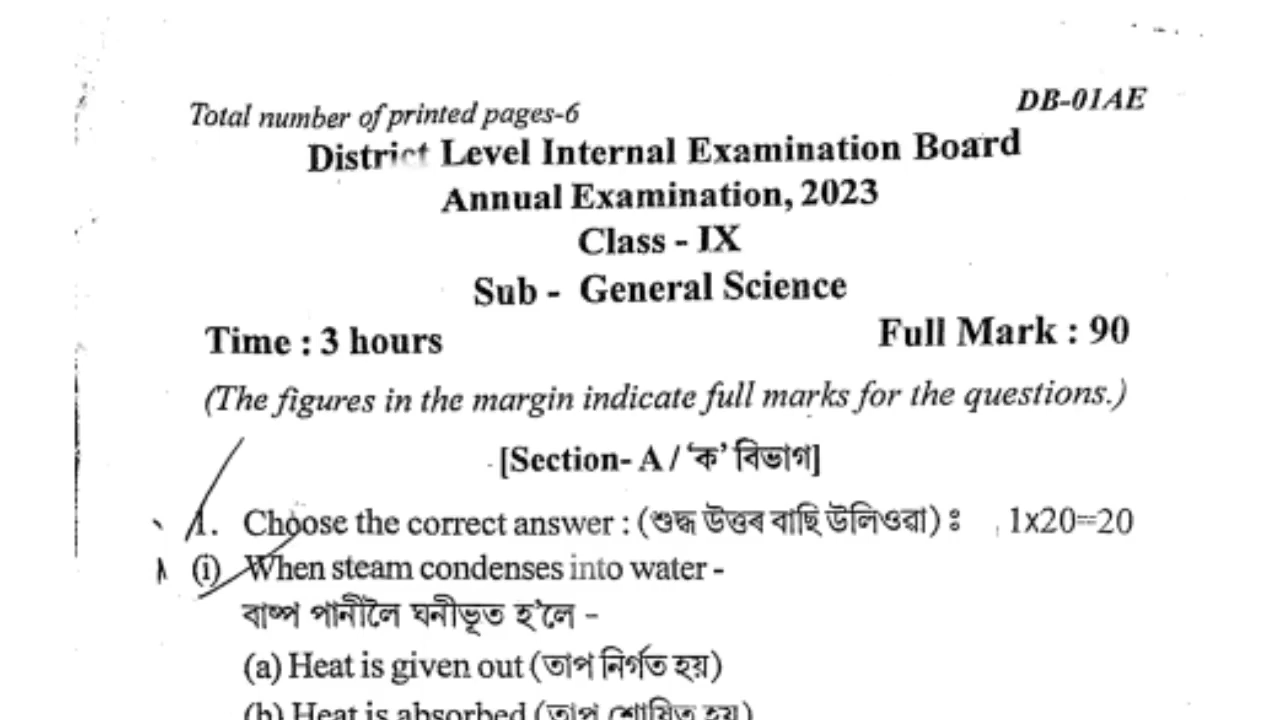 Total number of printed pages-6
DB-01AE
District Level Internal Examination Board
Annual Examination, 2023
Class - IX
Sub - General Science
Time : 3 hours
Full Mark : 90
(The figures in the margin indicate full marks for the questions.)
[Section- A / 'ক' বিভাগ]
1. Choose the correct answer : (শুদ্ধ উত্তৰ বাছি উলিওৱা) ঃ 1x20=20
(i) When steam condenses into water -
বাষ্প পানীলৈ ঘনীভূত হ'লে -
(a) Heat is given out (তাপ নিৰ্গত হয়)
(b) Heat is absorbed (তাপ শোষিত হয়)